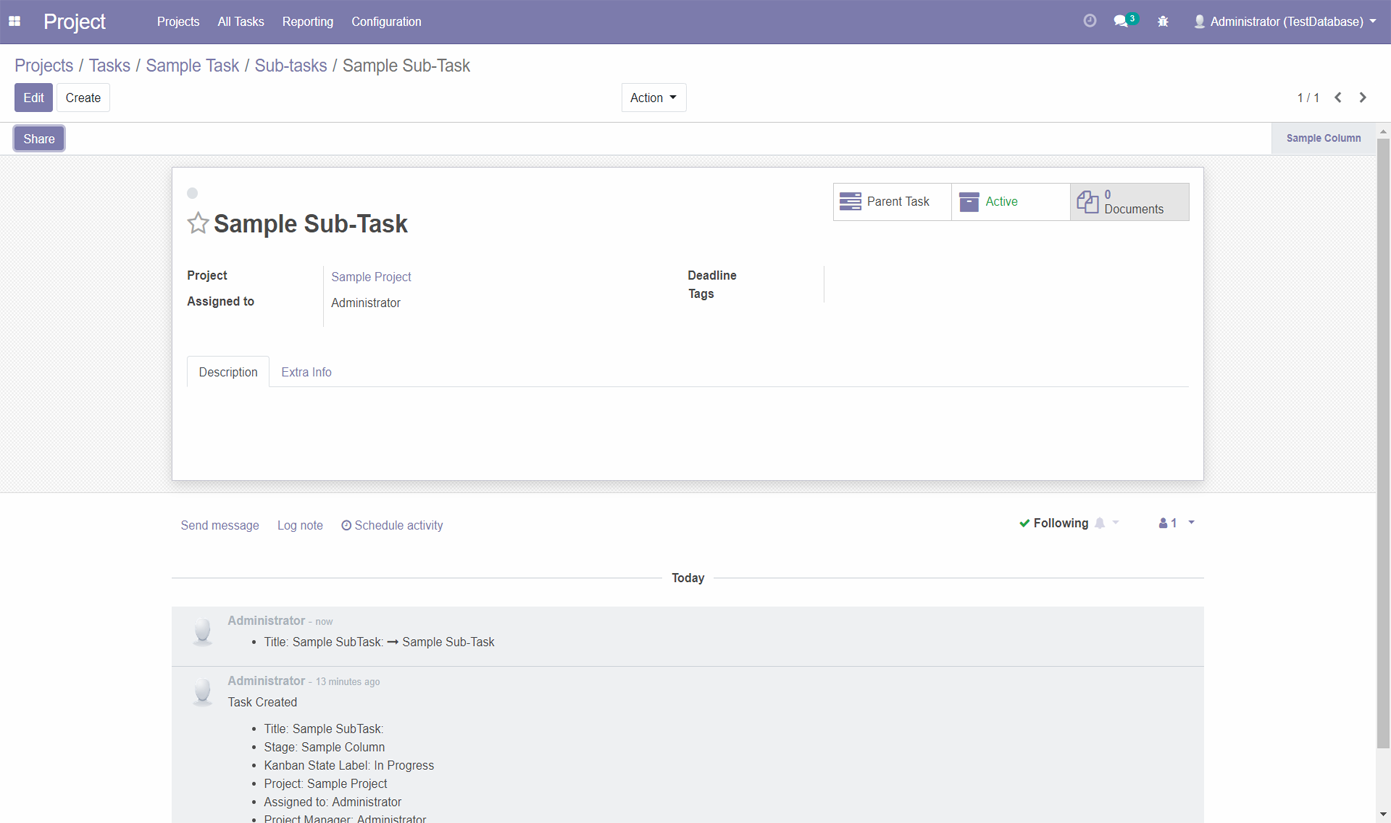 Project Projects All Tasks Reporting Configuration 3 Administrator (TestDatabase)
Projects / Tasks / Sample Task / Sub-tasks / Sample Sub-Task
Edit Create Action 1 / 1
Share Sample Column
Parent Task Active 0 Documents
Sample Sub-Task
Project Sample Project Deadline
Assigned to Administrator Tags
Description Extra Info
Send message Log note Schedule activity Following 1
Today
Administrator - now
• Title: Sample SubTask: → Sample Sub-Task
Administrator - 13 minutes ago
Task Created
• Title: Sample SubTask:
• Stage: Sample Column
• Kanban State Label: In Progress
• Project: Sample Project
• Assigned to: Administrator
• Project Manager: Administrator